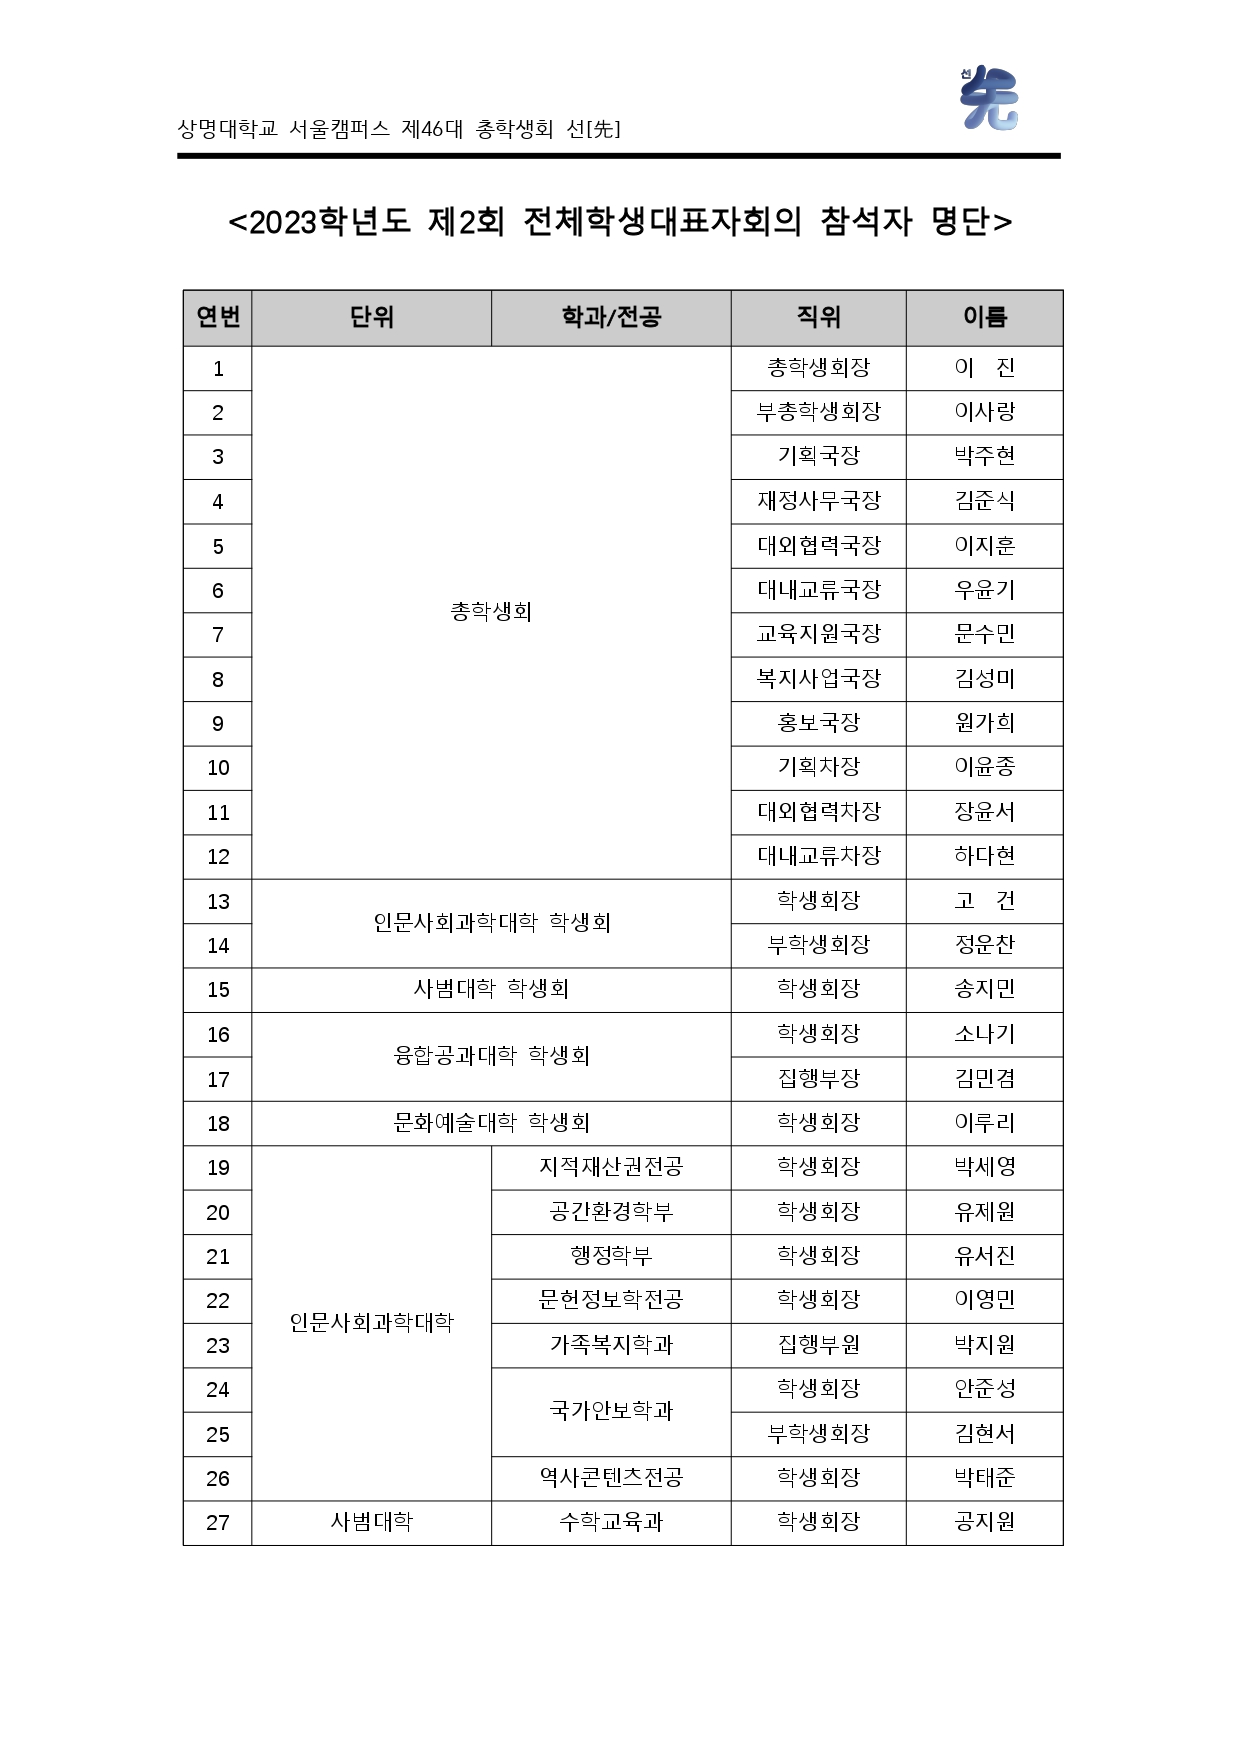 선
先
상명대학교 서울캠퍼스 제46대 총학생회 선[先]
<2023학년도 제2회 전체학생대표자회의 참석자 명단>
연번 단위 학과/전공 직위 이름
1 총학생회 총학생회장 이 진
2 부총학생회장 이사랑
3 기획국장 박주현
4 재정사무국장 김준식
5 대외협력국장 이지훈
6 대내교류국장 우윤기
7 교육지원국장 문수민
8 복지사업국장 김성미
9 홍보국장 원가희
10 기획차장 이윤종
11 대외협력차장 장윤서
12 대내교류차장 하다현
13 인문사회과학대학 학생회 학생회장 고 건
14 부학생회장 정운찬
15 사범대학 학생회 학생회장 송지민
16 융합공과대학 학생회 학생회장 소나기
17 집행부장 김민겸
18 문화예술대학 학생회 학생회장 이루리
19 인문사회과학대학 지적재산권전공 학생회장 박세영
20 공간환경학부 학생회장 유제원
21 행정학부 학생회장 유서진
22 문헌정보학전공 학생회장 이영민
23 가족복지학과 집행부원 박지원
24 국가안보학과 학생회장 안준성
25 부학생회장 김현서
26 역사콘텐츠전공 학생회장 박태준
27 사범대학 수학교육과 학생회장 공지원